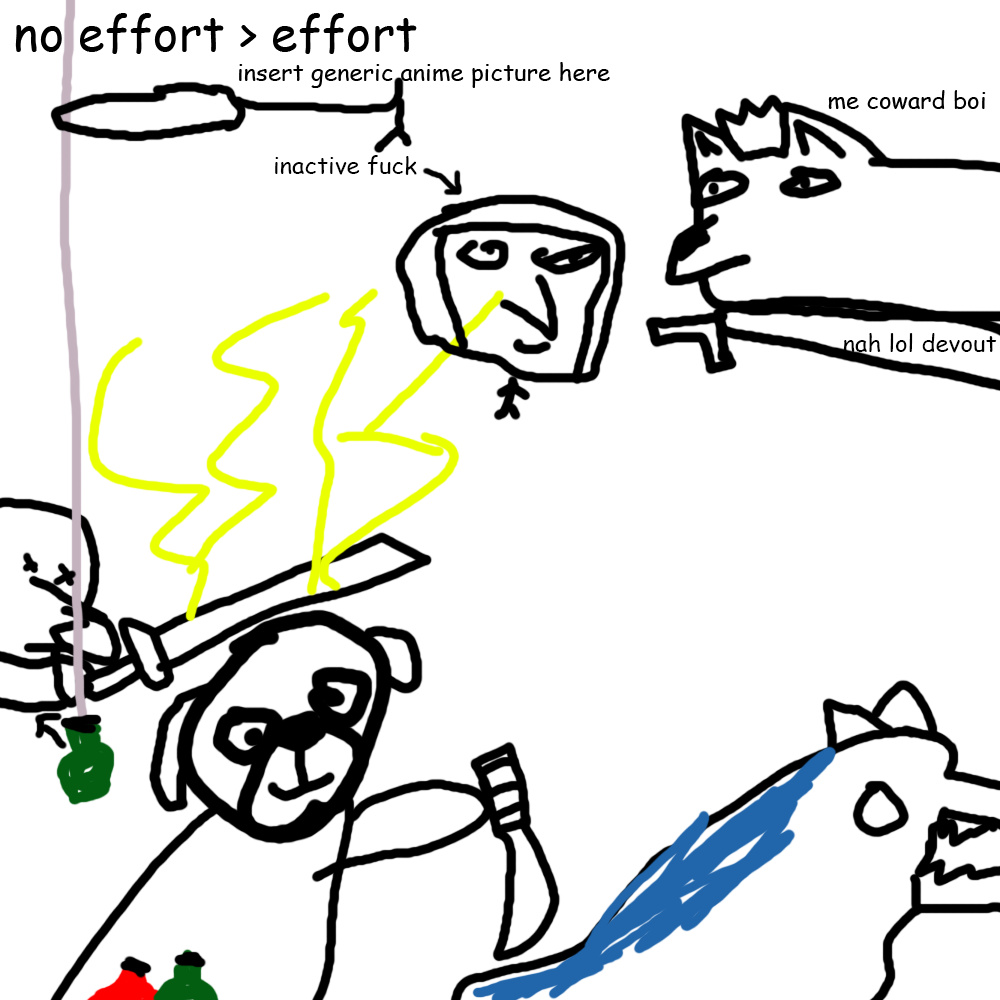 no effort > effort
insert generic anime picture here
me coward boi
inactive fuck
nah lol devout